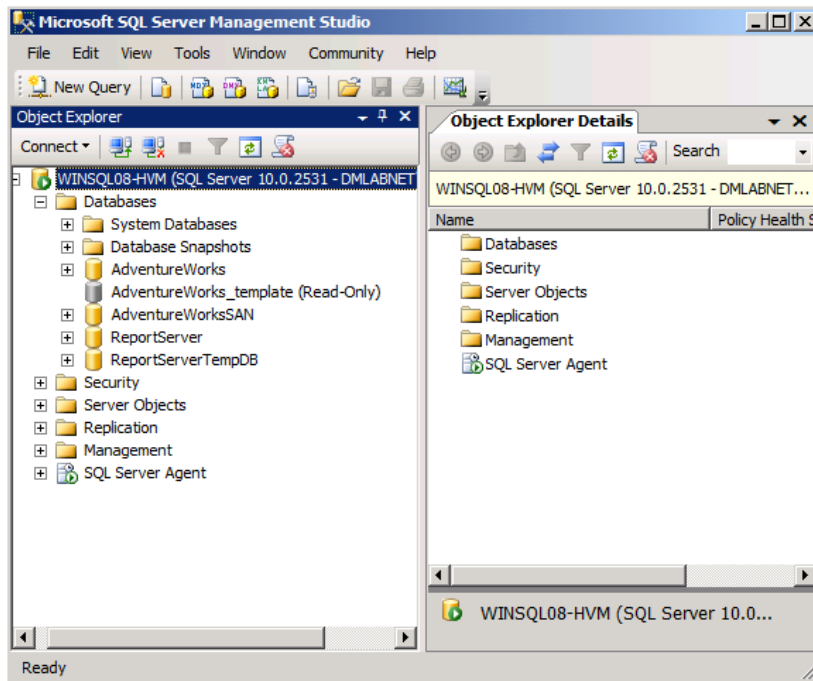 Microsoft SQL Server Management Studio
File Edit View Tools Window Community Help
New Query
Object Explorer
Connect
WINSQL08-HVM (SQL Server 10.0.2531 - DMLABNET
Databases
System Databases
Database Snapshots
AdventureWorks
AdventureWorks_template (Read-Only)
AdventureWorksSAN
ReportServer
ReportServerTempDB
Security
Server Objects
Replication
Management
SQL Server Agent
Object Explorer Details
Search
WINSQL08-HVM (SQL Server 10.0.2531 - DMLABNET...
Name Policy Health S
Databases
Security
Server Objects
Replication
Management
SQL Server Agent
WINSQL08-HVM (SQL Server 10.0...
Ready